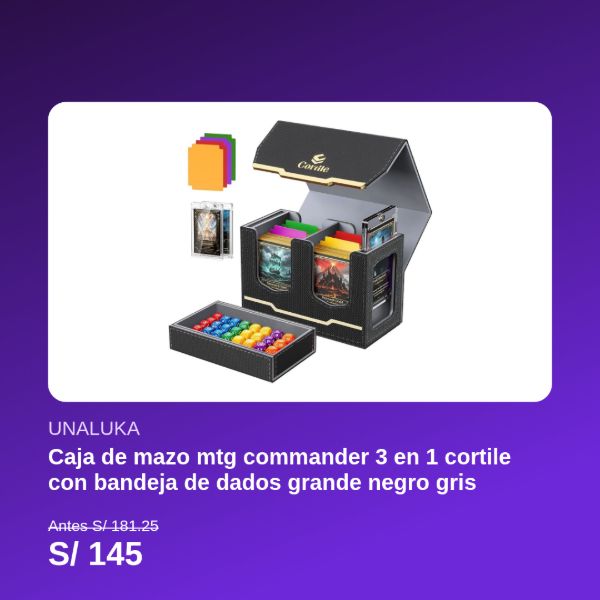 Cortile
UNALUKA
Caja de mazo mtg commander 3 en 1 cortile
con bandeja de dados grande negro gris
Antes S/ 181.25
S/ 145